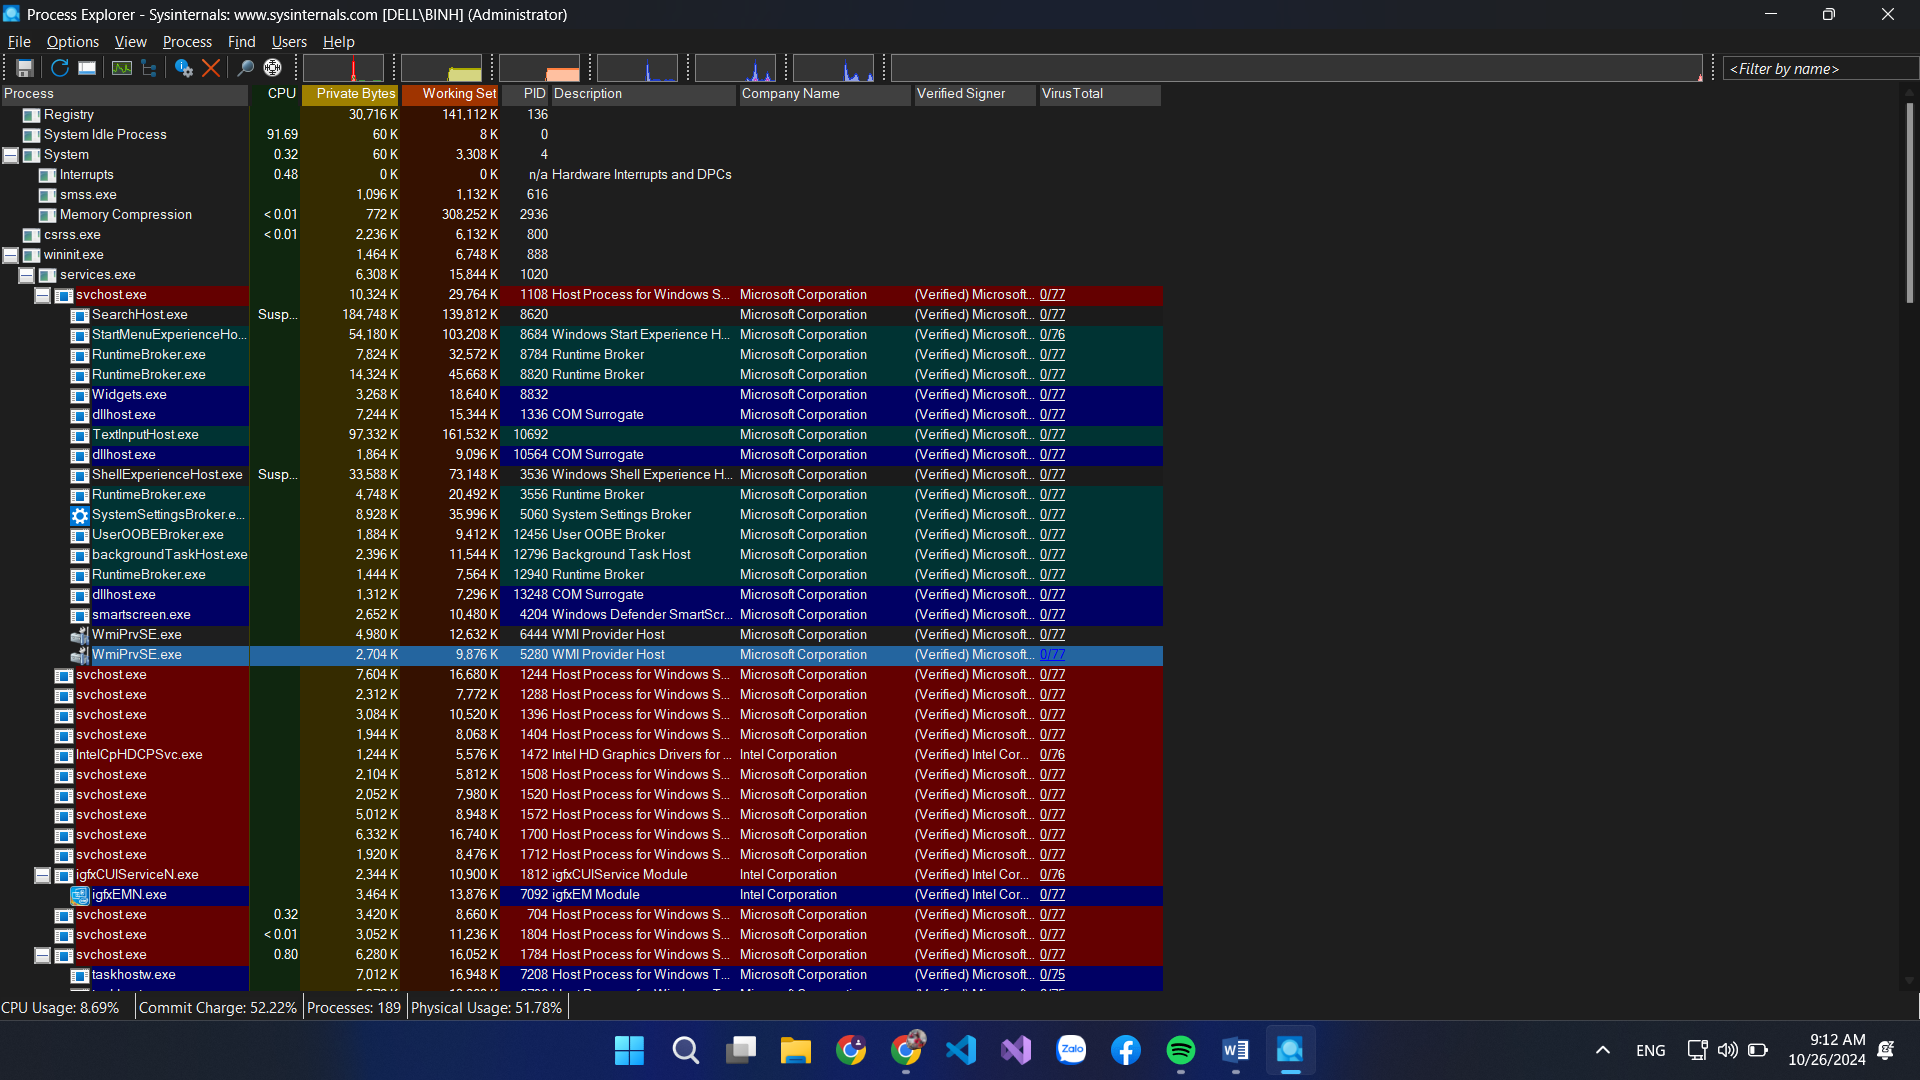 Process Explorer - Sysinternals: www.sysinternals.com [DELL\BINH] (Administrator)
File Options View Process Find Users Help
<Filter by name>
Process CPU Private Bytes Working Set PID Description Company Name Verified Signer VirusTotal
Registry 30,716 K 141,112 K 136
System Idle Process 91.69 60 K 8 K 0
System 0.32 60 K 3,308 K 4
Interrupts 0.48 0 K 0 K n/a Hardware Interrupts and DPCs
smss.exe 1,096 K 1,132 K 616
Memory Compression < 0.01 772 K 308,252 K 2936
csrss.exe < 0.01 2,236 K 6,132 K 800
wininit.exe 1,464 K 6,748 K 888
services.exe 6,308 K 15,844 K 1020
svchost.exe 10,324 K 29,764 K 1108 Host Process for Windows S... Microsoft Corporation (Verified) Microsoft... 0/77
SearchHost.exe Susp... 184,748 K 139,812 K 8620 Microsoft Corporation (Verified) Microsoft... 0/77
StartMenuExperienceHo... 54,180 K 103,208 K 8684 Windows Start Experience H... Microsoft Corporation (Verified) Microsoft... 0/76
RuntimeBroker.exe 7,824 K 32,572 K 8784 Runtime Broker Microsoft Corporation (Verified) Microsoft... 0/77
RuntimeBroker.exe 14,324 K 45,668 K 8820 Runtime Broker Microsoft Corporation (Verified) Microsoft... 0/77
Widgets.exe 3,268 K 18,640 K 8832 Microsoft Corporation (Verified) Microsoft... 0/77
dllhost.exe 7,244 K 15,344 K 1336 COM Surrogate Microsoft Corporation (Verified) Microsoft... 0/77
TextInputHost.exe 97,332 K 161,532 K 10692 Microsoft Corporation (Verified) Microsoft... 0/77
dllhost.exe 1,864 K 9,096 K 10564 COM Surrogate Microsoft Corporation (Verified) Microsoft... 0/77
ShellExperienceHost.exe Susp... 33,588 K 73,148 K 3536 Windows Shell Experience H... Microsoft Corporation (Verified) Microsoft... 0/77
RuntimeBroker.exe 4,748 K 20,492 K 3556 Runtime Broker Microsoft Corporation (Verified) Microsoft... 0/77
SystemSettingsBroker.e... 8,928 K 35,996 K 5060 System Settings Broker Microsoft Corporation (Verified) Microsoft... 0/77
UserOOBEBroker.exe 1,884 K 9,412 K 12456 User OOBE Broker Microsoft Corporation (Verified) Microsoft... 0/77
backgroundTaskHost.exe 2,396 K 11,544 K 12796 Background Task Host Microsoft Corporation (Verified) Microsoft... 0/77
RuntimeBroker.exe 1,444 K 7,564 K 12940 Runtime Broker Microsoft Corporation (Verified) Microsoft... 0/77
dllhost.exe 1,312 K 7,296 K 13248 COM Surrogate Microsoft Corporation (Verified) Microsoft... 0/77
smartscreen.exe 2,652 K 10,480 K 4204 Windows Defender SmartScr... Microsoft Corporation (Verified) Microsoft... 0/77
WmiPrvSE.exe 4,980 K 12,632 K 6444 WMI Provider Host Microsoft Corporation (Verified) Microsoft... 0/77
WmiPrvSE.exe 2,704 K 9,876 K 5280 WMI Provider Host Microsoft Corporation (Verified) Microsoft... 0/77
svchost.exe 7,604 K 16,680 K 1244 Host Process for Windows S... Microsoft Corporation (Verified) Microsoft... 0/77
svchost.exe 2,312 K 7,772 K 1288 Host Process for Windows S... Microsoft Corporation (Verified) Microsoft... 0/77
svchost.exe 3,084 K 10,520 K 1396 Host Process for Windows S... Microsoft Corporation (Verified) Microsoft... 0/77
svchost.exe 1,944 K 8,068 K 1404 Host Process for Windows S... Microsoft Corporation (Verified) Microsoft... 0/77
IntelCpHDCPSvc.exe 1,244 K 5,576 K 1472 Intel HD Graphics Drivers for ... Intel Corporation (Verified) Intel Cor... 0/76
svchost.exe 2,104 K 5,812 K 1508 Host Process for Windows S... Microsoft Corporation (Verified) Microsoft... 0/77
svchost.exe 2,052 K 7,980 K 1520 Host Process for Windows S... Microsoft Corporation (Verified) Microsoft... 0/77
svchost.exe 5,012 K 8,948 K 1572 Host Process for Windows S... Microsoft Corporation (Verified) Microsoft... 0/77
svchost.exe 6,332 K 16,740 K 1700 Host Process for Windows S... Microsoft Corporation (Verified) Microsoft... 0/77
svchost.exe 1,920 K 8,476 K 1712 Host Process for Windows S... Microsoft Corporation (Verified) Microsoft... 0/77
igfxCUIServiceN.exe 2,344 K 10,900 K 1812 igfxCUIService Module Intel Corporation (Verified) Intel Cor... 0/76
igfxEMN.exe 3,464 K 13,876 K 7092 igfxEM Module Intel Corporation (Verified) Intel Cor... 0/77
svchost.exe 0.32 3,420 K 8,660 K 704 Host Process for Windows S... Microsoft Corporation (Verified) Microsoft... 0/77
svchost.exe < 0.01 3,052 K 11,236 K 1804 Host Process for Windows S... Microsoft Corporation (Verified) Microsoft... 0/77
svchost.exe 0.80 6,280 K 16,052 K 1784 Host Process for Windows S... Microsoft Corporation (Verified) Microsoft... 0/77
taskhostw.exe 7,012 K 16,948 K 7208 Host Process for Windows T... Microsoft Corporation (Verified) Microsoft... 0/75
CPU Usage: 8.69% Commit Charge: 52.22% Processes: 189 Physical Usage: 51.78%
Zalo
ENG
9:12 AM
10/26/2024